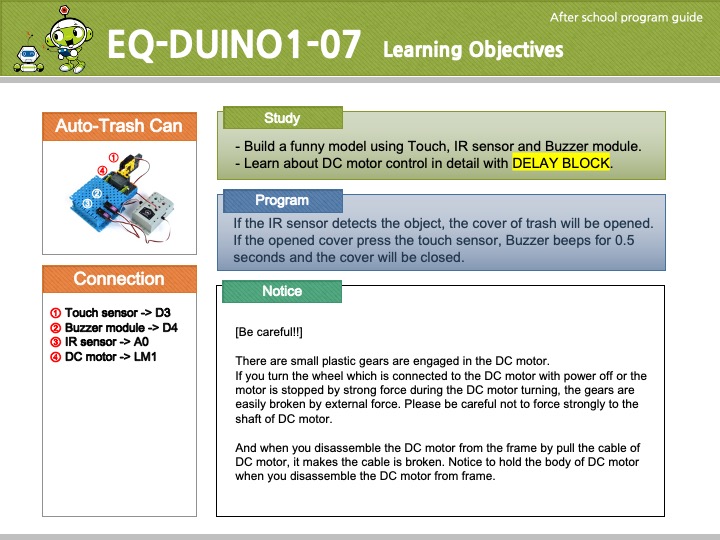 After school program guide
EQ-DUINO1-07 Learning Objectives
Auto-Trash Can
①
④
②
③
Connection
① Touch sensor -> D3
② Buzzer module -> D4
③ IR sensor -> A0
④ DC motor -> LM1
Study
- Build a funny model using Touch, IR sensor and Buzzer module.
- Learn about DC motor control in detail with DELAY BLOCK.
Program
If the IR sensor detects the object, the cover of trash will be opened.
If the opened cover press the touch sensor, Buzzer beeps for 0.5
seconds and the cover will be closed.
Notice
[Be careful!!]
There are small plastic gears are engaged in the DC motor.
If you turn the wheel which is connected to the DC motor with power off or the
motor is stopped by strong force during the DC motor turning, the gears are
easily broken by external force. Please be careful not to force strongly to the
shaft of DC motor.
And when you disassemble the DC motor from the frame by pull the cable of
DC motor, it makes the cable is broken. Notice to hold the body of DC motor
when you disassemble the DC motor from frame.